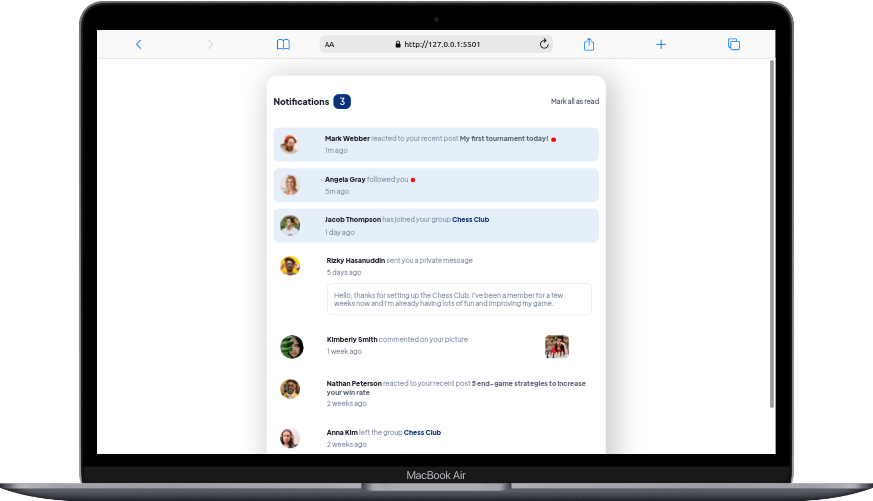 AA http://127.0.0.1:5501
Notifications 3 Mark all as read
Mark Webber reacted to your recent post My first tournament today!
1m ago
Angela Gray followed you
5m ago
Jacob Thompson has joined your group Chess Club
1 day ago
Rizky Hasanuddin sent you a private message
5 days ago
Hello, thanks for setting up the Chess Club. I've been a member for a few
weeks now and I'm already having lots of fun and improving my game.
Kimberly Smith commented on your picture
1 week ago
Nathan Peterson reacted to your recent post 5 end-game strategies to increase
your win rate
2 weeks ago
Anna Kim left the group Chess Club
2 weeks ago
MacBook Air